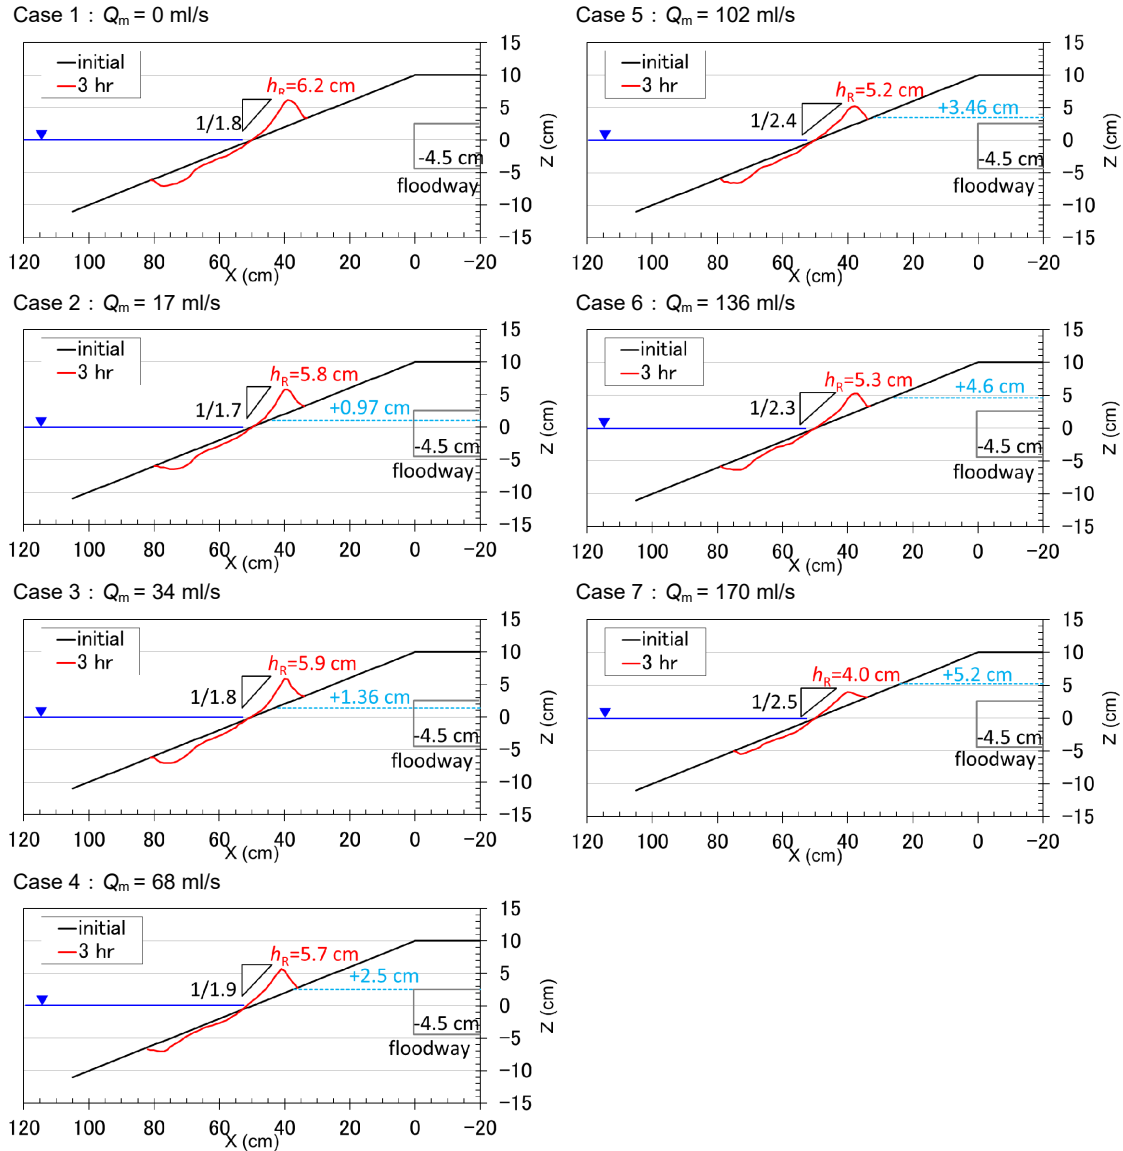 Case 1 : Qm = 0 ml/s
initial
3 hr
hR=6.2 cm
1/1.8
-4.5 cm
floodway
15
10
5
0
−5
−10
−15
Z (cm)
120 100 80 60 40 20 0 −20
X (cm)
Case 2 : Qm = 17 ml/s
initial
3 hr
hR=5.8 cm
1/1.7
+0.97 cm
-4.5 cm
floodway
15
10
5
0
−5
−10
−15
Z (cm)
120 100 80 60 40 20 0 −20
X (cm)
Case 3 : Qm = 34 ml/s
initial
3 hr
hR=5.9 cm
1/1.8
+1.36 cm
-4.5 cm
floodway
15
10
5
0
−5
−10
−15
Z (cm)
120 100 80 60 40 20 0 −20
X (cm)
Case 4 : Qm = 68 ml/s
initial
3 hr
hR=5.7 cm
1/1.9
+2.5 cm
-4.5 cm
floodway
15
10
5
0
−5
−10
−15
Z (cm)
120 100 80 60 40 20 0 −20
X (cm)
Case 5 : Qm = 102 ml/s
initial
3 hr
hR=5.2 cm
1/2.4
+3.46 cm
-4.5 cm
floodway
15
10
5
0
−5
−10
−15
Z (cm)
120 100 80 60 40 20 0 −20
X (cm)
Case 6 : Qm = 136 ml/s
initial
3 hr
hR=5.3 cm
1/2.3
+4.6 cm
-4.5 cm
floodway
15
10
5
0
−5
−10
−15
Z (cm)
120 100 80 60 40 20 0 −20
X (cm)
Case 7 : Qm = 170 ml/s
initial
3 hr
hR=4.0 cm
1/2.5
+5.2 cm
-4.5 cm
floodway
15
10
5
0
−5
−10
−15
Z (cm)
120 100 80 60 40 20 0 −20
X (cm)